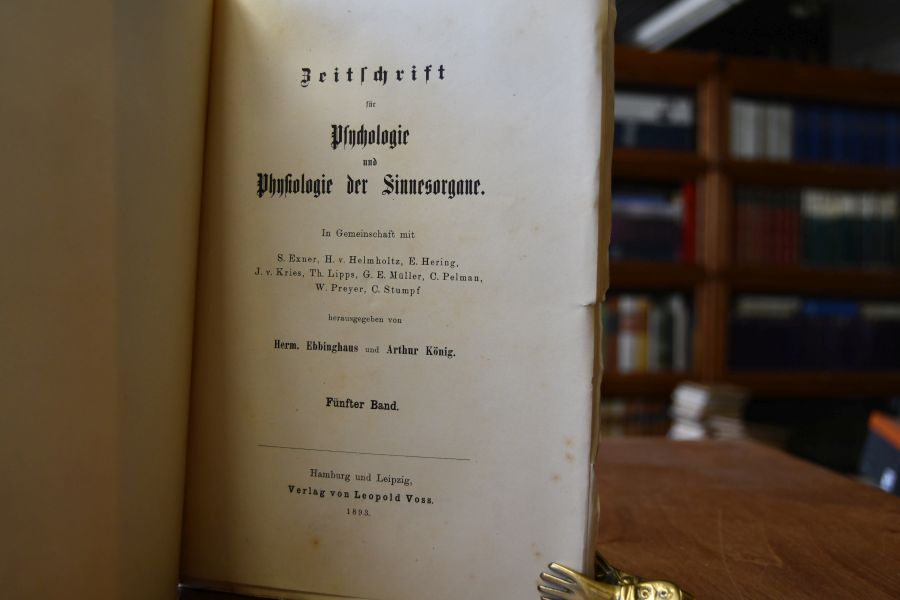 Zeitschrift
für
Psychologie
und
Physiologie der Sinnesorgane.
In Gemeinschaft mit
S. Exner, H. v. Helmholtz, E. Hering,
J. v. Kries, Th. Lipps, G. E. Müller, C. Pelman,
W. Preyer, C. Stumpf
herausgegeben von
Herm. Ebbinghaus und Arthur König.
Fünfter Band.
Hamburg und Leipzig,
Verlag von Leopold Voss.
1893.